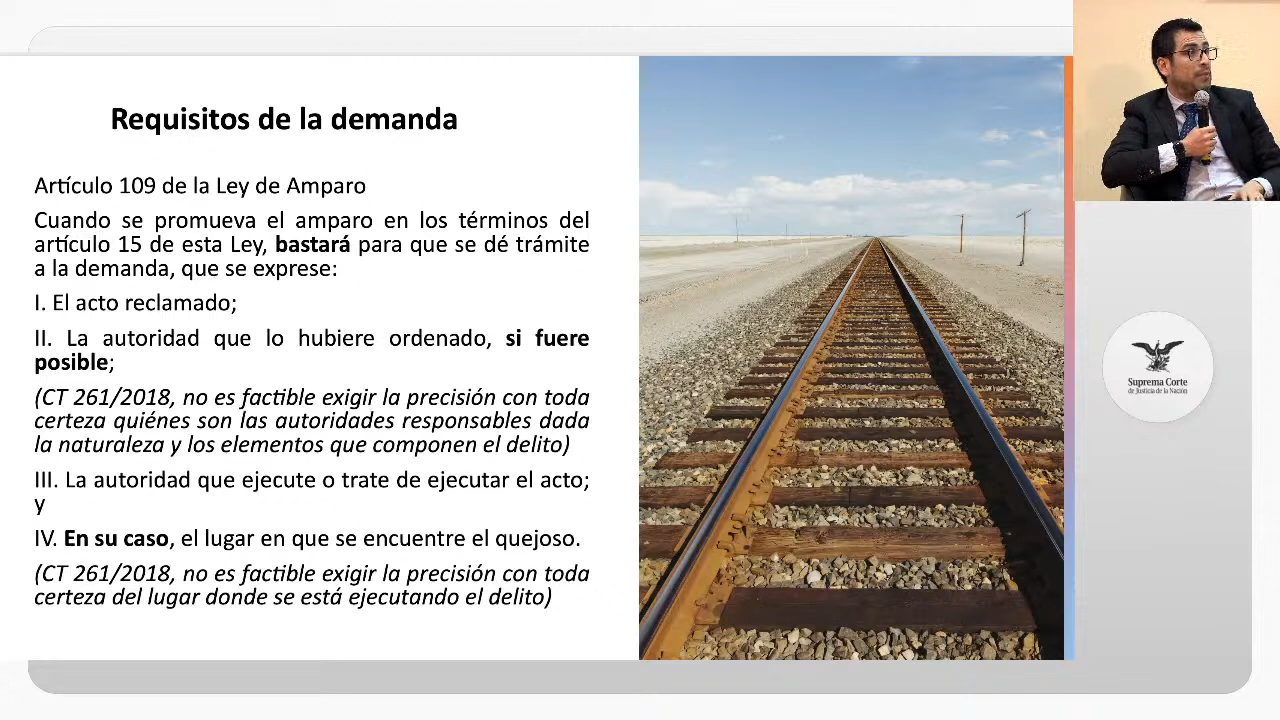 Requisitos de la demanda
Artículo 109 de la Ley de Amparo
Cuando se promueva el amparo en los términos del
artículo 15 de esta Ley, bastará para que se dé trámite
a la demanda, que se exprese:
I. El acto reclamado;
II. La autoridad que lo hubiere ordenado, si fuere
posible;
(CT 261/2018, no es factible exigir la precisión con toda
certeza quiénes son las autoridades responsables dada
la naturaleza y los elementos que componen el delito)
III. La autoridad que ejecute o trate de ejecutar el acto;
y
IV. En su caso, el lugar en que se encuentre el quejoso.
(CT 261/2018, no es factible exigir la precisión con toda
certeza del lugar donde se está ejecutando el delito)
Suprema Corte
de Justicia de la Nación